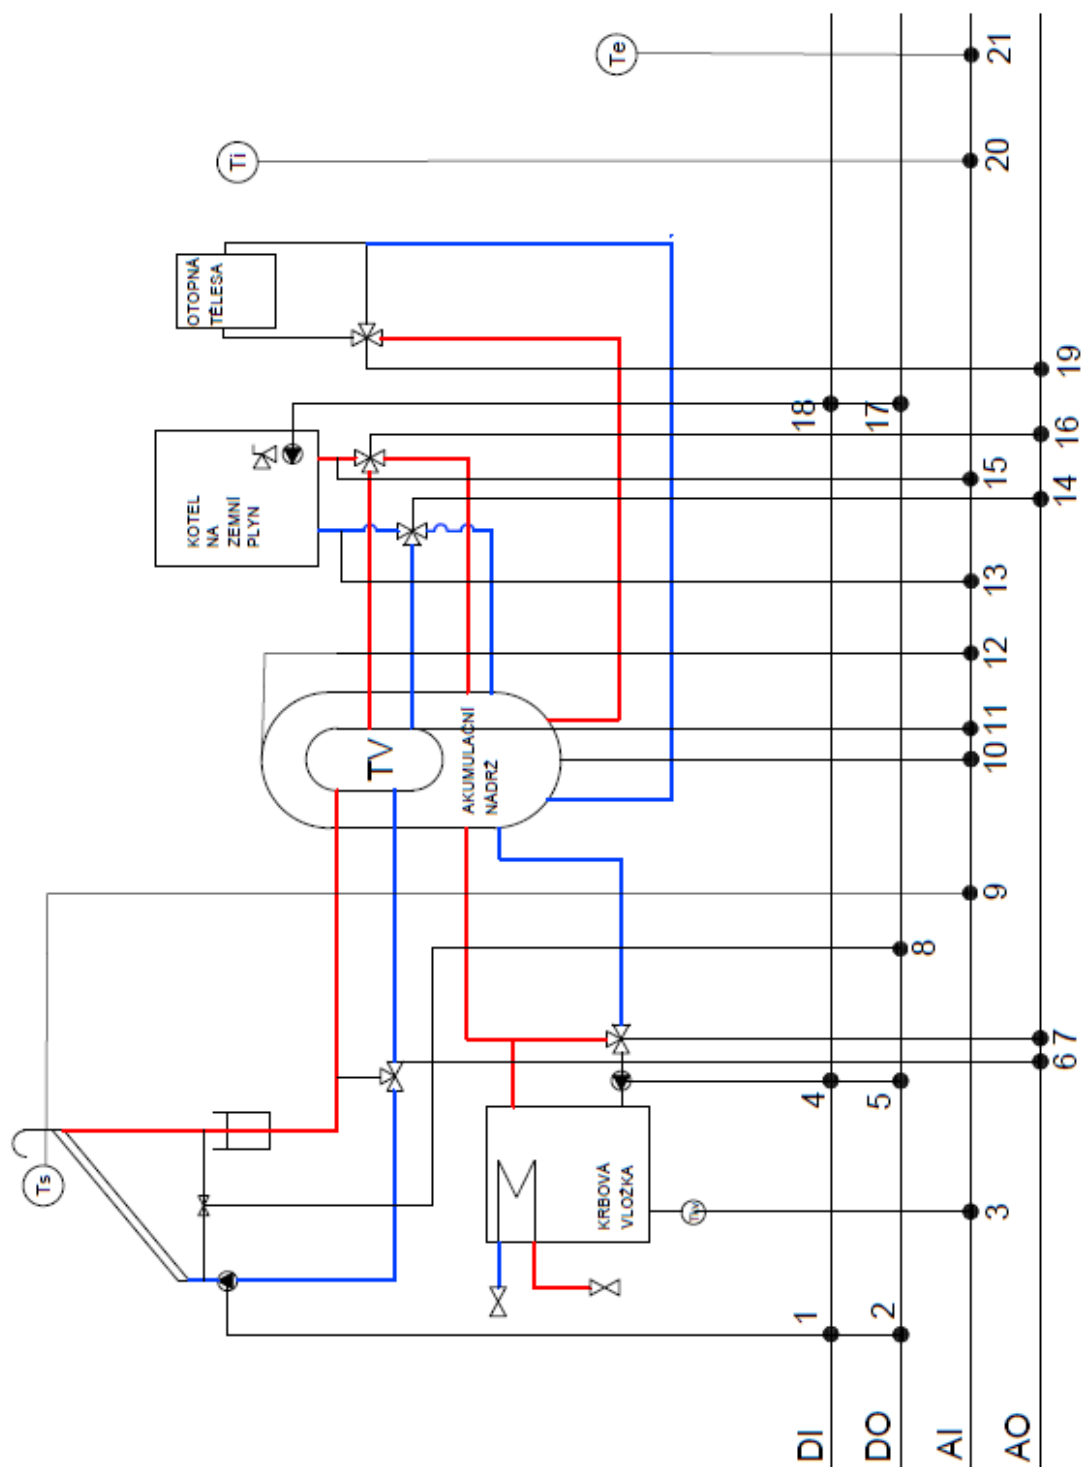 Ts
Ti
Te
OTOPNÁ
TĚLESA
KOTEL
NA
ZEMNÍ
PLYN
TV
AKUMULAČNÍ
NÁDRŽ
KRBOVÁ
VLOŽKA
DI
1
4
18
DO
2
5
8
17
AI
3
9
10
11
12
13
15
20
21
AO
6
7
14
16
19